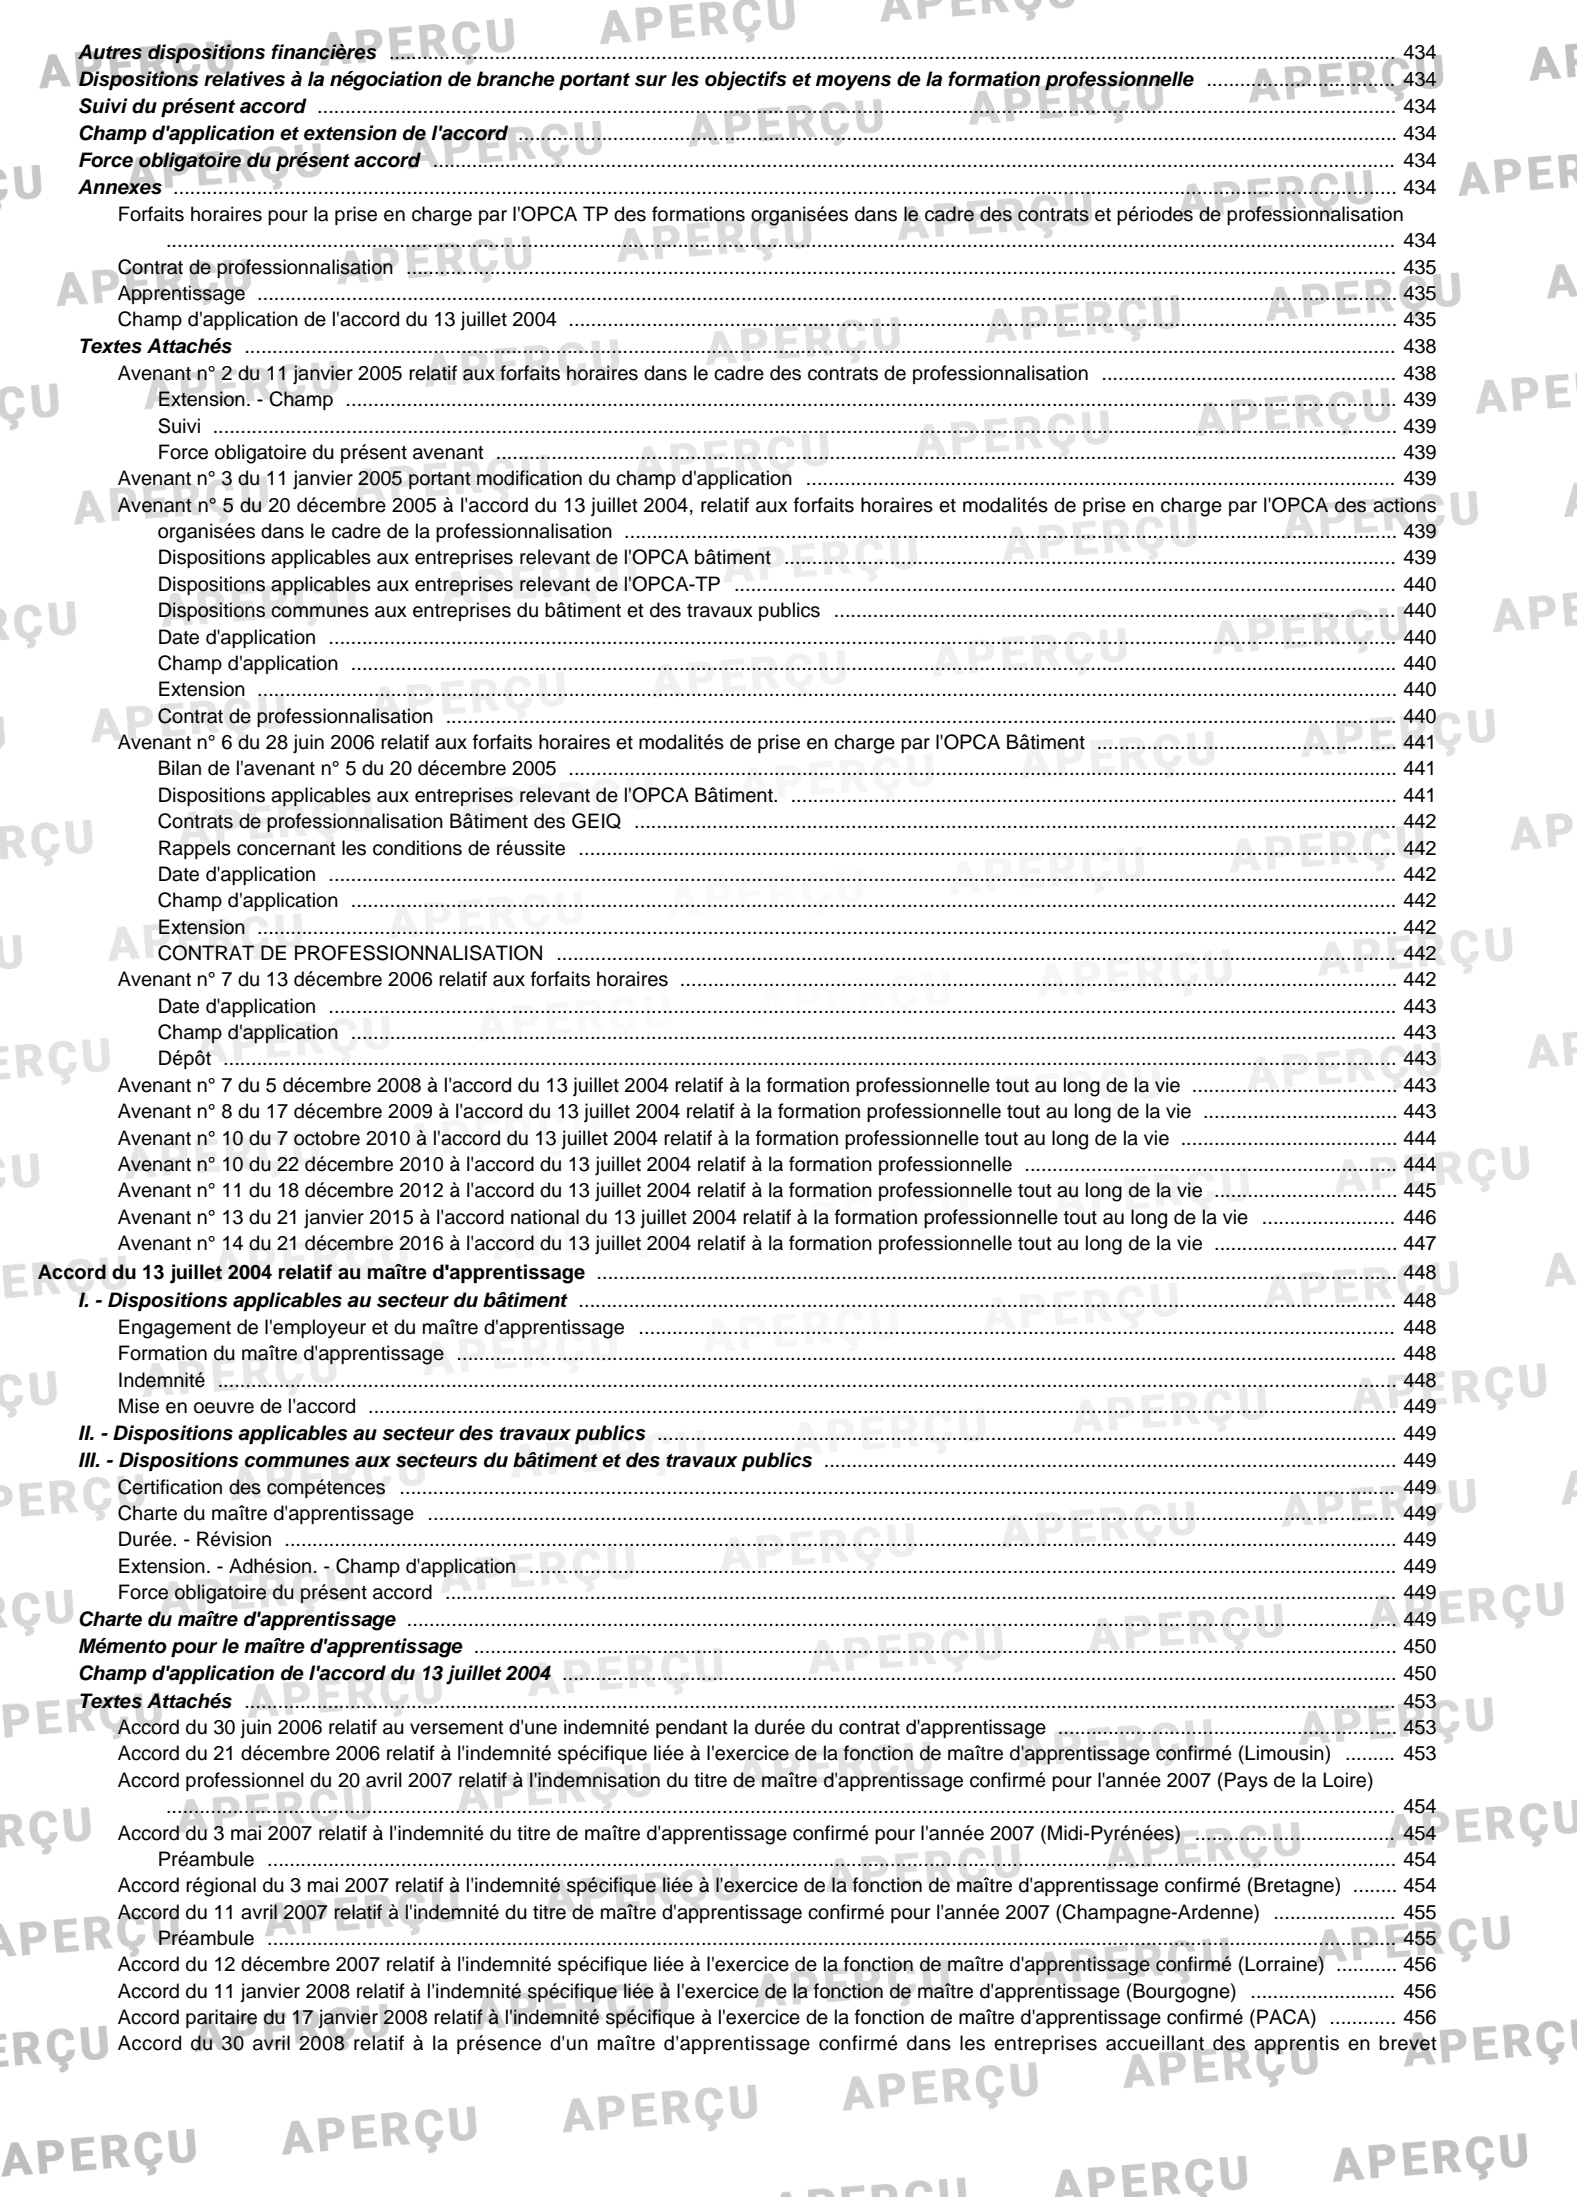 Autres dispositions financières ........ 434
Dispositions relatives à la négociation de branche portant sur les objectifs et moyens de la formation professionnelle ........ 434
Suivi du présent accord ........ 434
Champ d'application et extension de l'accord ........ 434
Force obligatoire du présent accord ........ 434
Annexes ........ 434
Forfaits horaires pour la prise en charge par l'OPCA TP des formations organisées dans le cadre des contrats et périodes de professionnalisation
........ 434
Contrat de professionnalisation ........ 435
Apprentissage ........ 435
Champ d'application de l'accord du 13 juillet 2004 ........ 435
Textes Attachés ........ 438
Avenant n° 2 du 11 janvier 2005 relatif aux forfaits horaires dans le cadre des contrats de professionnalisation ........ 438
Extension. - Champ ........ 439
Suivi ........ 439
Force obligatoire du présent avenant ........ 439
Avenant n° 3 du 11 janvier 2005 portant modification du champ d'application ........ 439
Avenant n° 5 du 20 décembre 2005 à l'accord du 13 juillet 2004, relatif aux forfaits horaires et modalités de prise en charge par l'OPCA des actions
organisées dans le cadre de la professionnalisation ........ 439
Dispositions applicables aux entreprises relevant de l'OPCA bâtiment ........ 439
Dispositions applicables aux entreprises relevant de l'OPCA-TP ........ 440
Dispositions communes aux entreprises du bâtiment et des travaux publics ........ 440
Date d'application ........ 440
Champ d'application ........ 440
Extension ........ 440
Contrat de professionnalisation ........ 440
Avenant n° 6 du 28 juin 2006 relatif aux forfaits horaires et modalités de prise en charge par l'OPCA Bâtiment ........ 441
Bilan de l'avenant n° 5 du 20 décembre 2005 ........ 441
Dispositions applicables aux entreprises relevant de l'OPCA Bâtiment. ........ 441
Contrats de professionnalisation Bâtiment des GEIQ ........ 442
Rappels concernant les conditions de réussite ........ 442
Date d'application ........ 442
Champ d'application ........ 442
Extension ........ 442
CONTRAT DE PROFESSIONNALISATION ........ 442
Avenant n° 7 du 13 décembre 2006 relatif aux forfaits horaires ........ 442
Date d'application ........ 443
Champ d'application ........ 443
Dépôt ........ 443
Avenant n° 7 du 5 décembre 2008 à l'accord du 13 juillet 2004 relatif à la formation professionnelle tout au long de la vie ........ 443
Avenant n° 8 du 17 décembre 2009 à l'accord du 13 juillet 2004 relatif à la formation professionnelle tout au long de la vie ........ 443
Avenant n° 10 du 7 octobre 2010 à l'accord du 13 juillet 2004 relatif à la formation professionnelle tout au long de la vie ........ 444
Avenant n° 10 du 22 décembre 2010 à l'accord du 13 juillet 2004 relatif à la formation professionnelle ........ 444
Avenant n° 11 du 18 décembre 2012 à l'accord du 13 juillet 2004 relatif à la formation professionnelle tout au long de la vie ........ 445
Avenant n° 13 du 21 janvier 2015 à l'accord national du 13 juillet 2004 relatif à la formation professionnelle tout au long de la vie ........ 446
Avenant n° 14 du 21 décembre 2016 à l'accord du 13 juillet 2004 relatif à la formation professionnelle tout au long de la vie ........ 447
Accord du 13 juillet 2004 relatif au maître d'apprentissage ........ 448
I. - Dispositions applicables au secteur du bâtiment ........ 448
Engagement de l'employeur et du maître d'apprentissage ........ 448
Formation du maître d'apprentissage ........ 448
Indemnité ........ 448
Mise en oeuvre de l'accord ........ 449
II. - Dispositions applicables au secteur des travaux publics ........ 449
III. - Dispositions communes aux secteurs du bâtiment et des travaux publics ........ 449
Certification des compétences ........ 449
Charte du maître d'apprentissage ........ 449
Durée. - Révision ........ 449
Extension. - Adhésion. - Champ d'application ........ 449
Force obligatoire du présent accord ........ 449
Charte du maître d'apprentissage ........ 449
Mémento pour le maître d'apprentissage ........ 450
Champ d'application de l'accord du 13 juillet 2004 ........ 450
Textes Attachés ........ 453
Accord du 30 juin 2006 relatif au versement d'une indemnité pendant la durée du contrat d'apprentissage ........ 453
Accord du 21 décembre 2006 relatif à l'indemnité spécifique liée à l'exercice de la fonction de maître d'apprentissage confirmé (Limousin) ........ 453
Accord professionnel du 20 avril 2007 relatif à l'indemnisation du titre de maître d'apprentissage confirmé pour l'année 2007 (Pays de la Loire)
........ 454
Accord du 3 mai 2007 relatif à l'indemnité du titre de maître d'apprentissage confirmé pour l'année 2007 (Midi-Pyrénées) ........ 454
Préambule ........ 454
Accord régional du 3 mai 2007 relatif à l'indemnité spécifique liée à l'exercice de la fonction de maître d'apprentissage confirmé (Bretagne) ........ 454
Accord du 11 avril 2007 relatif à l'indemnité du titre de maître d'apprentissage confirmé pour l'année 2007 (Champagne-Ardenne) ........ 455
Préambule ........ 455
Accord du 12 décembre 2007 relatif à l'indemnité spécifique liée à l'exercice de la fonction de maître d'apprentissage confirmé (Lorraine) ........ 456
Accord du 11 janvier 2008 relatif à l'indemnité spécifique liée à l'exercice de la fonction de maître d'apprentissage (Bourgogne) ........ 456
Accord paritaire du 17 janvier 2008 relatif à l'indemnité spécifique à l'exercice de la fonction de maître d'apprentissage confirmé (PACA) ........ 456
Accord du 30 avril 2008 relatif à la présence d'un maître d'apprentissage confirmé dans les entreprises accueillant des apprentis en brevet
APERÇU